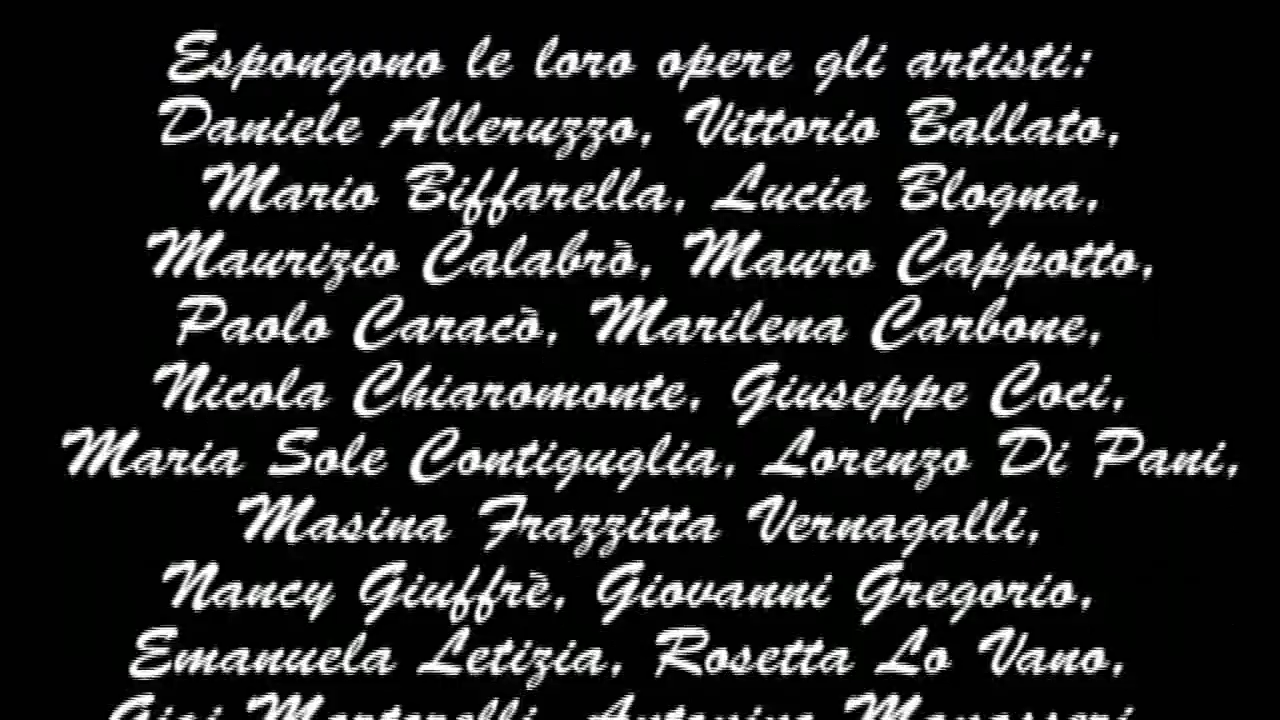 Espongono le loro opere gli artisti:
Daniele Alleruzzo, Vittorio Ballato,
Mario Biffarella, Lucia Blogna,
Maurizio Calabrò, Mauro Cappotto,
Paolo Caracò, Marilena Carbone,
Nicola Chiaromonte, Giuseppe Coci,
Maria Sole Contiguglia, Lorenzo Di Pani,
Masina Frazzitta Vernagalli,
Nancy Giuffrè, Giovanni Gregorio,
Emanuela Letizia, Rosetta Lo Vano,